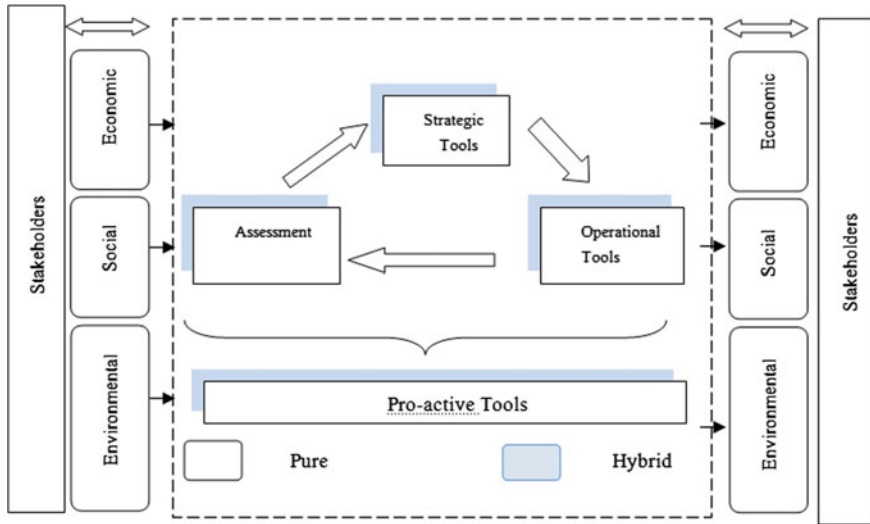 Stakeholders
Economic
Social
Environmental
Strategic
Tools
Assessment
Operational
Tools
Pro-active Tools
Pure
Hybrid
Economic
Social
Environmental
Stakeholders